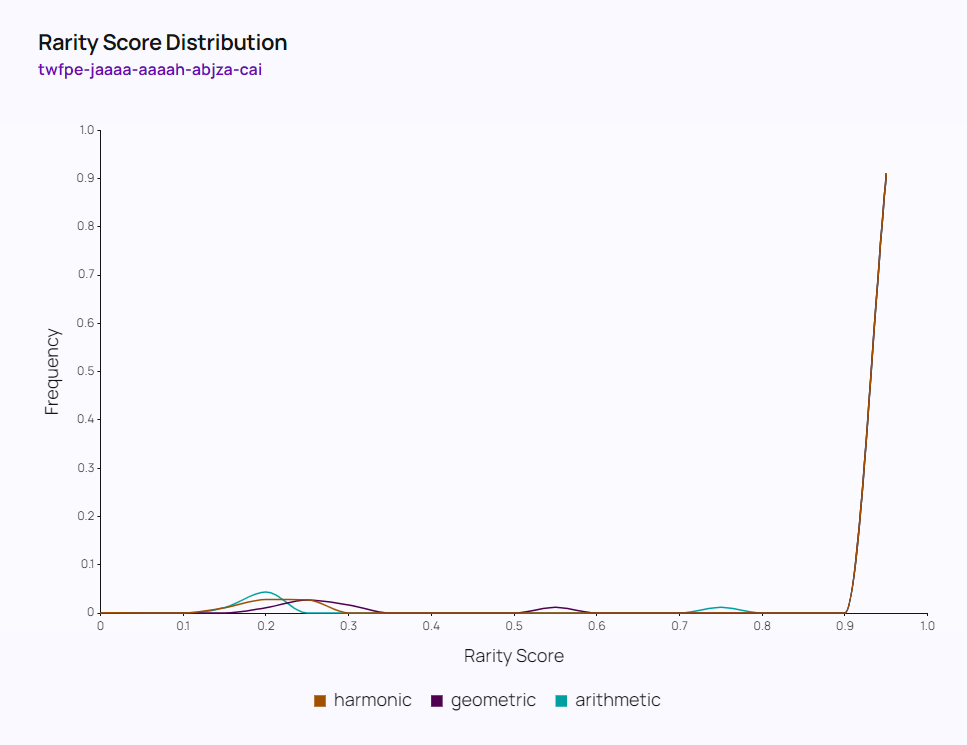 Rarity Score Distribution
twfpe-jaaaa-aaaah-abjza-cai
1.0
0.9
0.8
0.7
0.6
0.5
0.4
0.3
0.2
0.1
0
Frequency
0 0.1 0.2 0.3 0.4 0.5 0.6 0.7 0.8 0.9 1.0
Rarity Score
harmonic geometric arithmetic